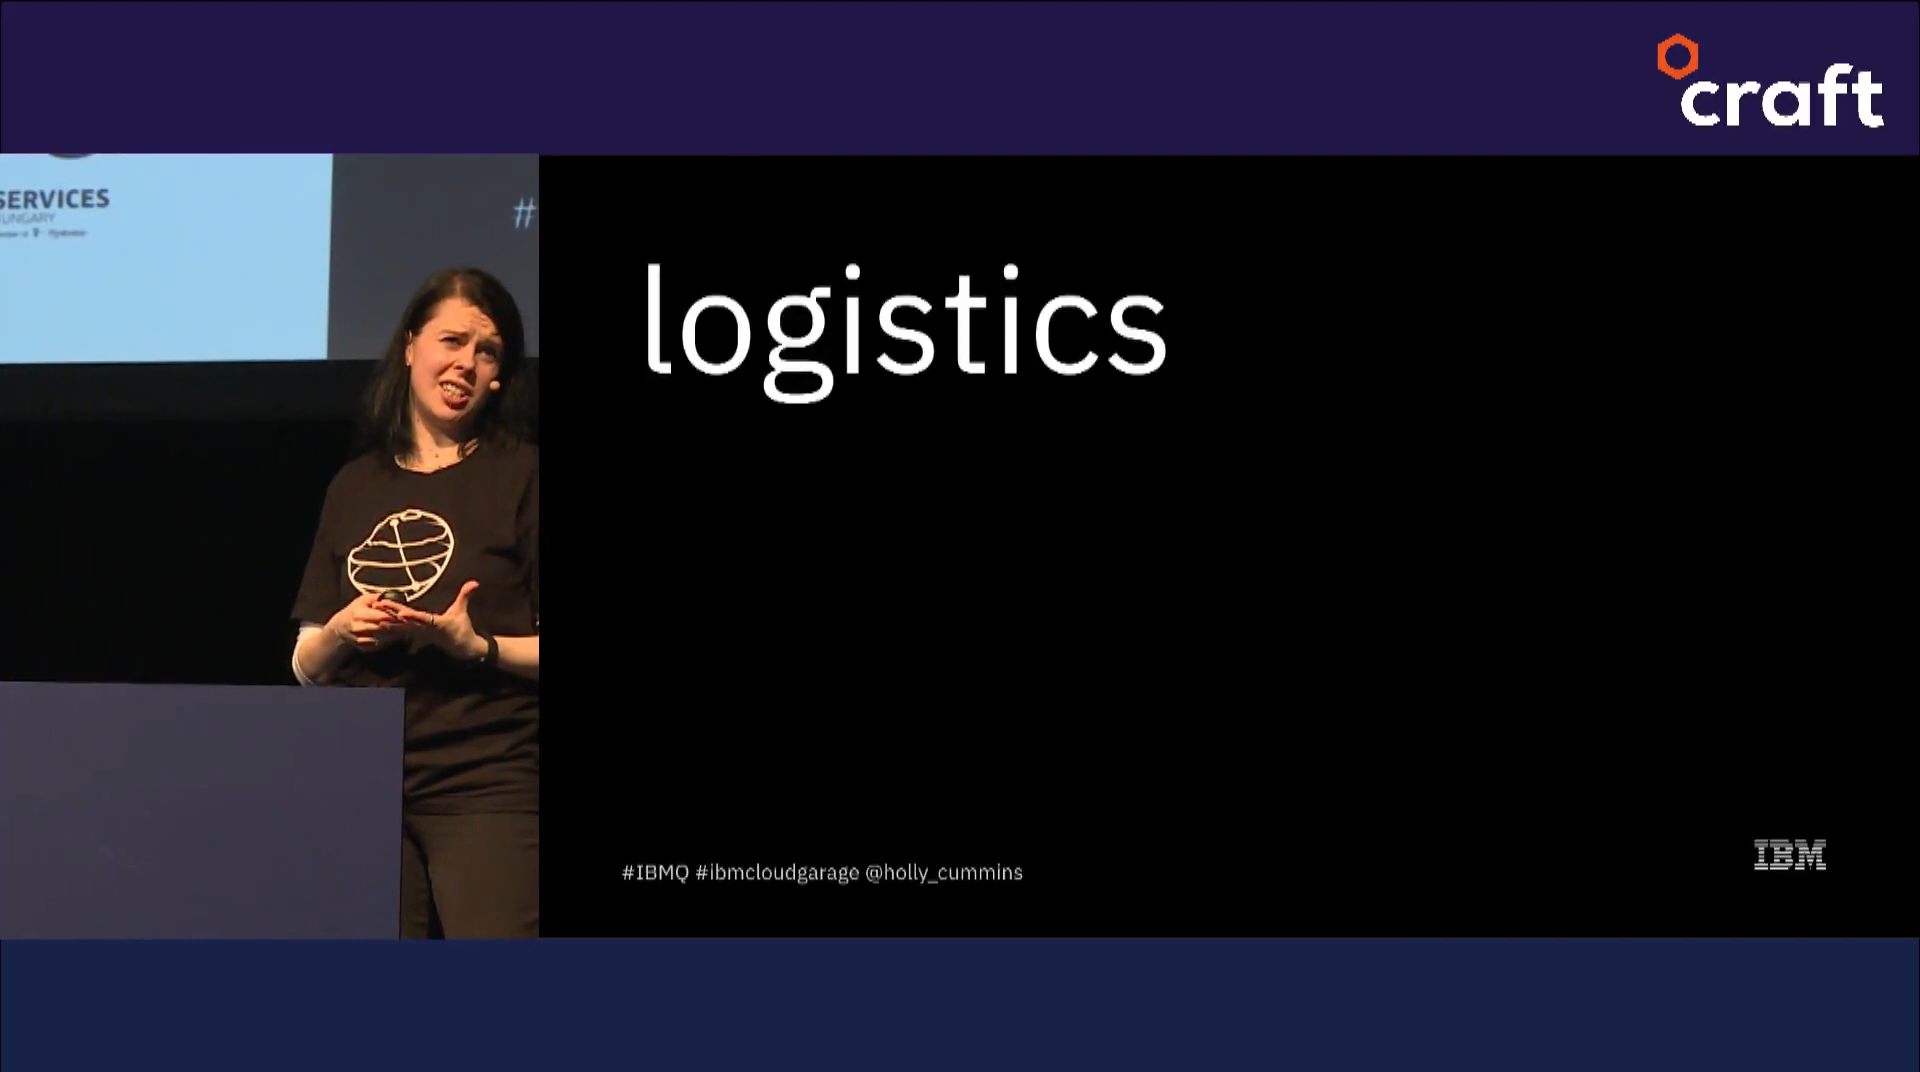 craft
SERVICES
#
logistics
#IBMQ #ibmcloudgarage @holly_cummins
IBM